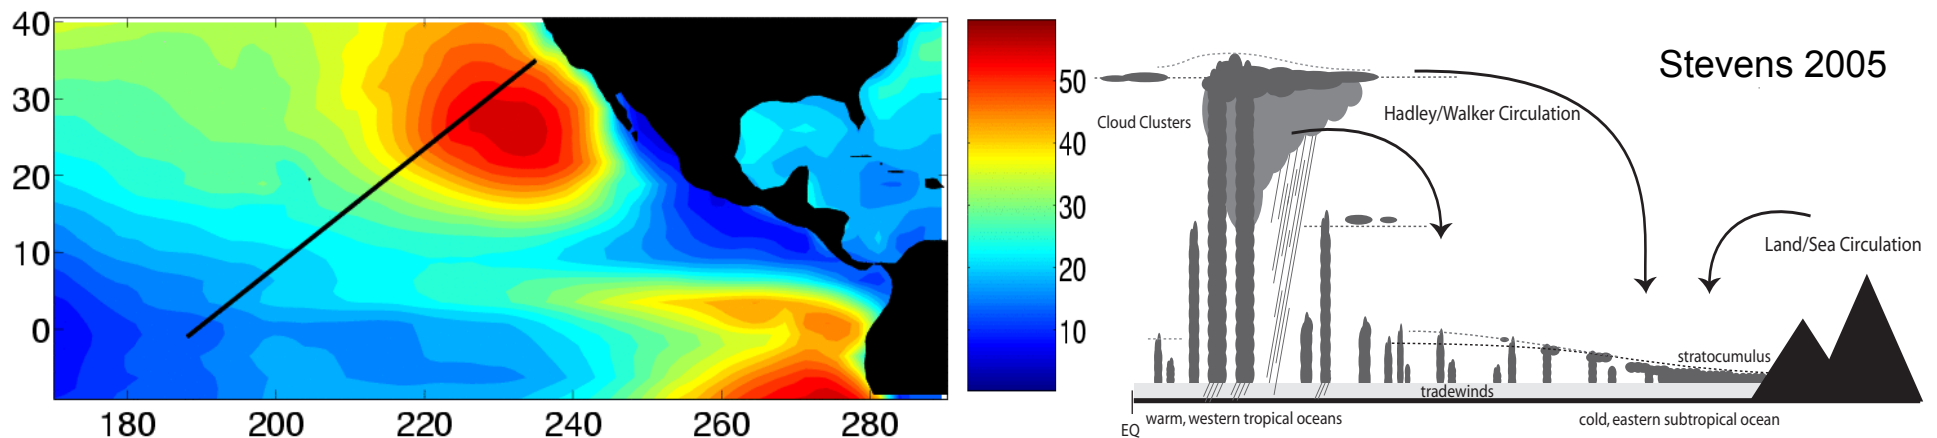 40
30
20
10
0
180
200
220
240
260
280
50
40
30
20
10
Stevens 2005
Cloud Clusters
Hadley/Walker Circulation
Land/Sea Circulation
stratocumulus
tradewinds
EQ
warm, western tropical oceans
cold, eastern subtropical ocean